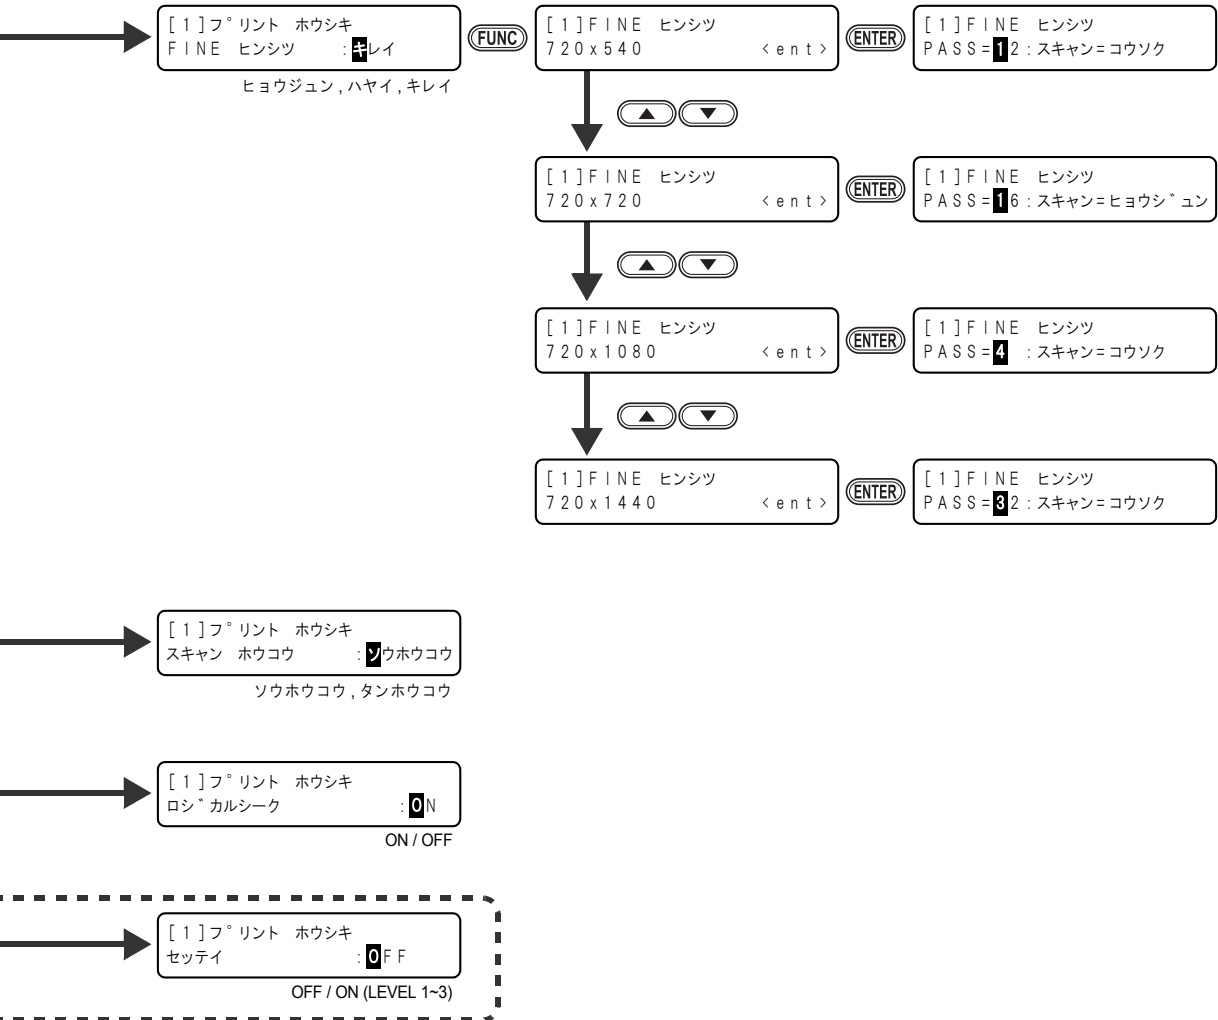 [1]プリント ホウシキ
FINE ヒンシツ :キレイ
ヒョウジュン,ハヤイ,キレイ
FUNC
[1]FINE ヒンシツ
720x540 <ent>
ENTER
[1]FINE ヒンシツ
PASS=12:スキャン=コウソク
[1]FINE ヒンシツ
720x720 <ent>
ENTER
[1]FINE ヒンシツ
PASS=16:スキャン=ヒョウジュン
[1]FINE ヒンシツ
720x1080 <ent>
ENTER
[1]FINE ヒンシツ
PASS=4 :スキャン=コウソク
[1]FINE ヒンシツ
720x1440 <ent>
ENTER
[1]FINE ヒンシツ
PASS=32:スキャン=コウソク
[1]プリント ホウシキ
スキャン ホウコウ :ソウホウコウ
ソウホウコウ,タンホウコウ
[1]プリント ホウシキ
ロジカルシーク :ON
ON / OFF
[1]プリント ホウシキ
セッテイ :OFF
OFF / ON (LEVEL 1~3)